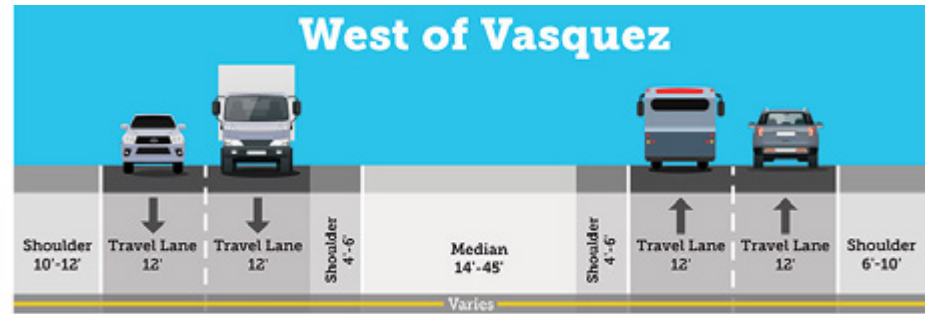 West of Vasquez
Shoulder
10'-12'
Travel Lane
12'
Travel Lane
12'
Shoulder
4'-6'
Median
14'-45'
Shoulder
4'-6'
Travel Lane
12'
Travel Lane
12'
Shoulder
6'-10'
Varies